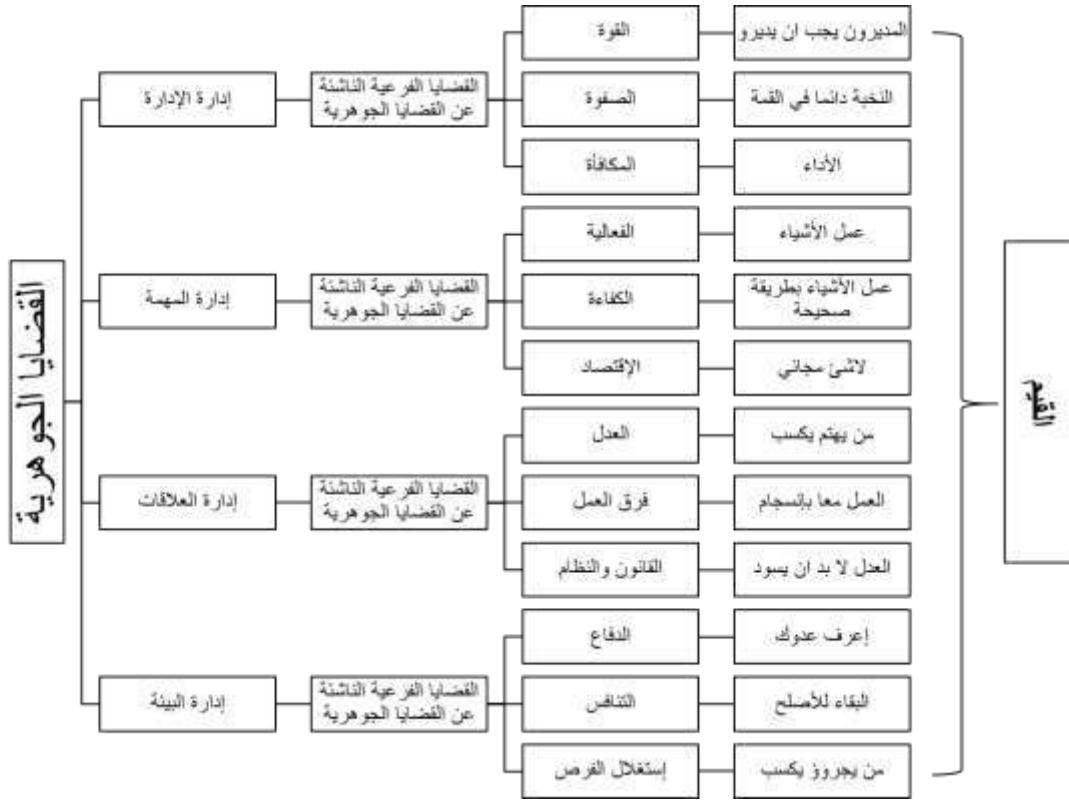 القضايا الجوهرية
إدارة الإدارة
القضايا الفرعية الناشئة
عن القضايا الجوهرية
القوة
المديرون يجب ان يديرو
الصفوة
النخبة دائما في القمة
المكافأة
الأداء
إدارة المهمة
القضايا الفرعية الناشئة
عن القضايا الجوهرية
الفعالية
عمل الأشياء
الكفاءة
عمل الأشياء بطريقة
صحيحة
الإقتصاد
لاشئ مجاني
إدارة العلاقات
القضايا الفرعية الناشئة
عن القضايا الجوهرية
العدل
من يهتم يكسب
فرق العمل
العمل معا بإنسجام
القانون والنظام
العدل لا بد ان يسود
إدارة البيئة
القضايا الفرعية الناشئة
عن القضايا الجوهرية
الدفاع
إعرف عدوك
التنافس
البقاء للأصلح
إستغلال الفرص
من يجروؤ يكسب
القيم